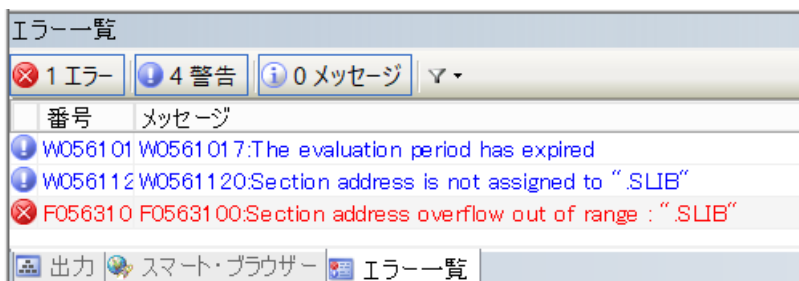 エラー一覧
1 エラー 4 警告 0 メッセージ
番号 メッセージ
W056101 W0561017:The evaluation period has expired
W056112 W0561120:Section address is not assigned to ".SLIB"
F056310 F0563100:Section address overflow out of range : ".SLIB"
出力 スマート・ブラウザー エラー一覧